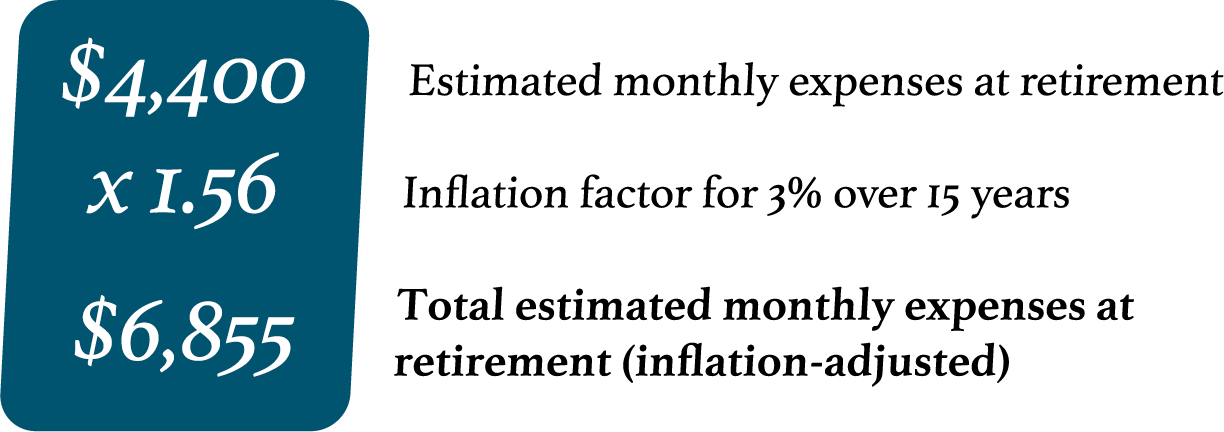 $4,400
Estimated monthly expenses at retirement
x 1.56
Inflation factor for 3% over 15 years
$6,855
Total estimated monthly expenses at
retirement (inflation-adjusted)